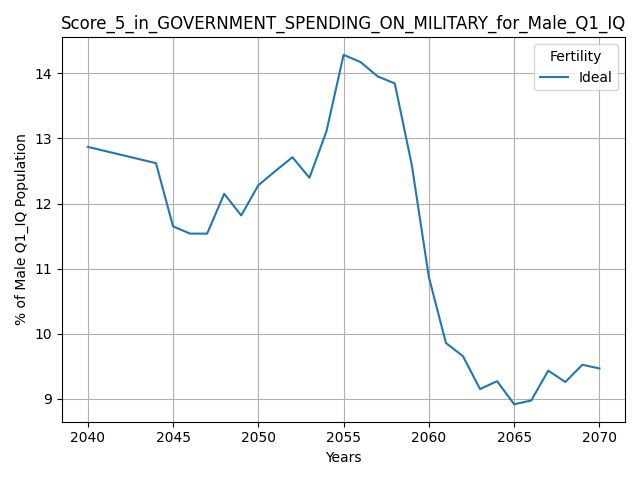 Score_5_in_GOVERNMENT_SPENDING_ON_MILITARY_for_Male_Q1_IQ
Fertility
Ideal
% of Male Q1_IQ Population
14
13
12
11
10
9
2040 2045 2050 2055 2060 2065 2070
Years